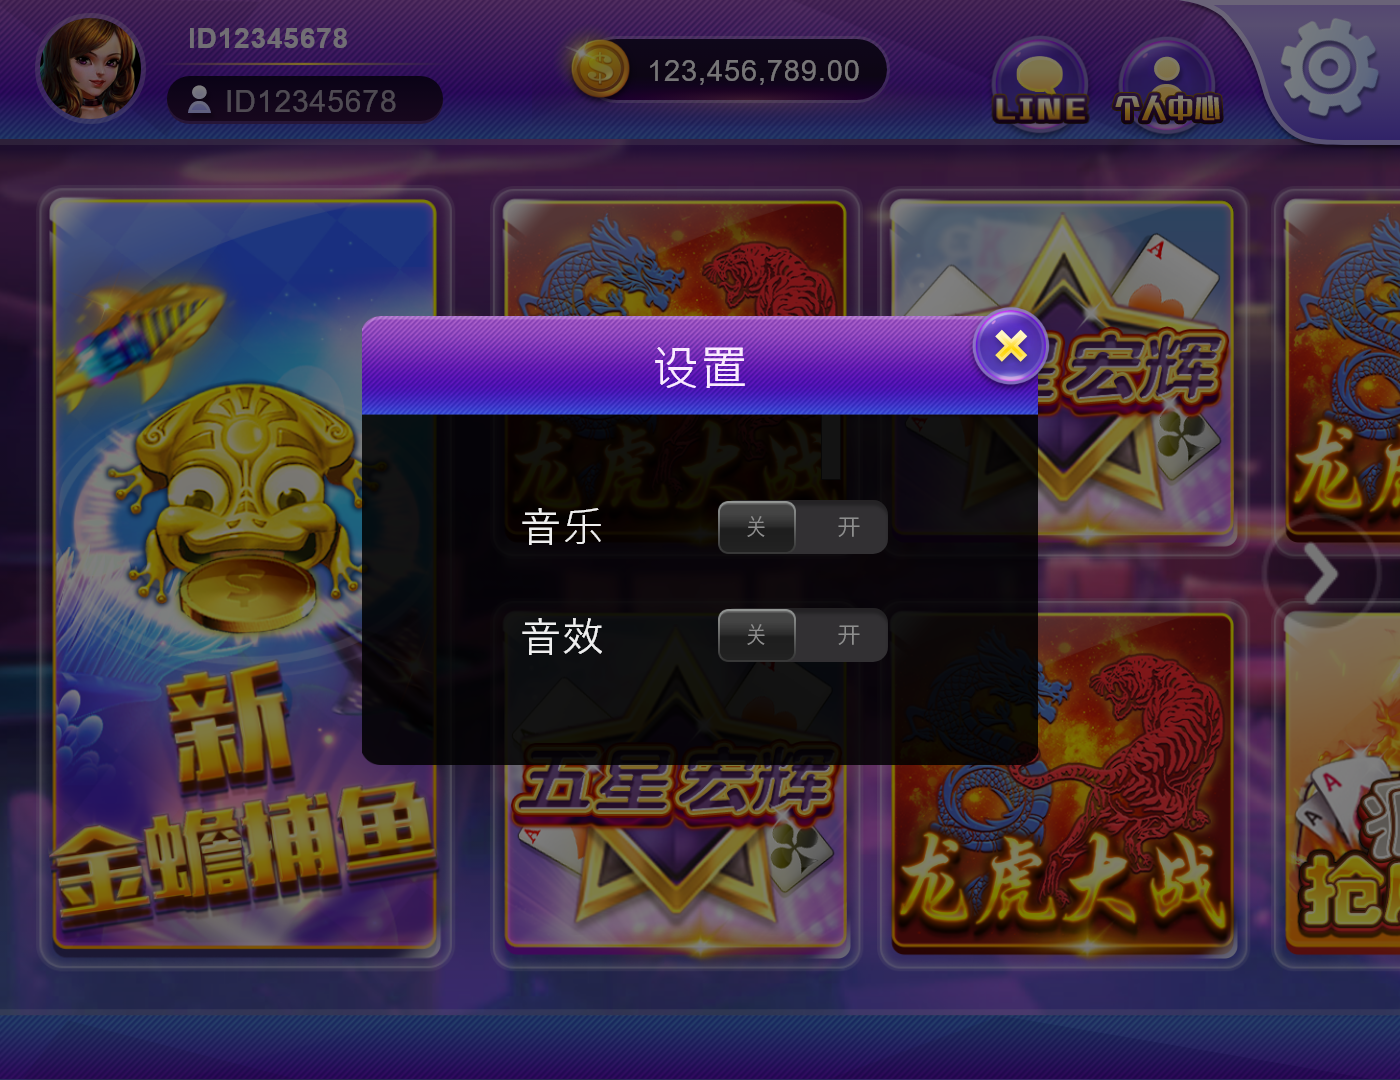 ID12345678
ID12345678
123,456,789.00
LINE
个人中心
设置
音乐
关 开
音效
关 开
龙虎大战
星宏辉
龙虎
新
金蟾捕鱼
五星宏辉
龙虎大战
抢